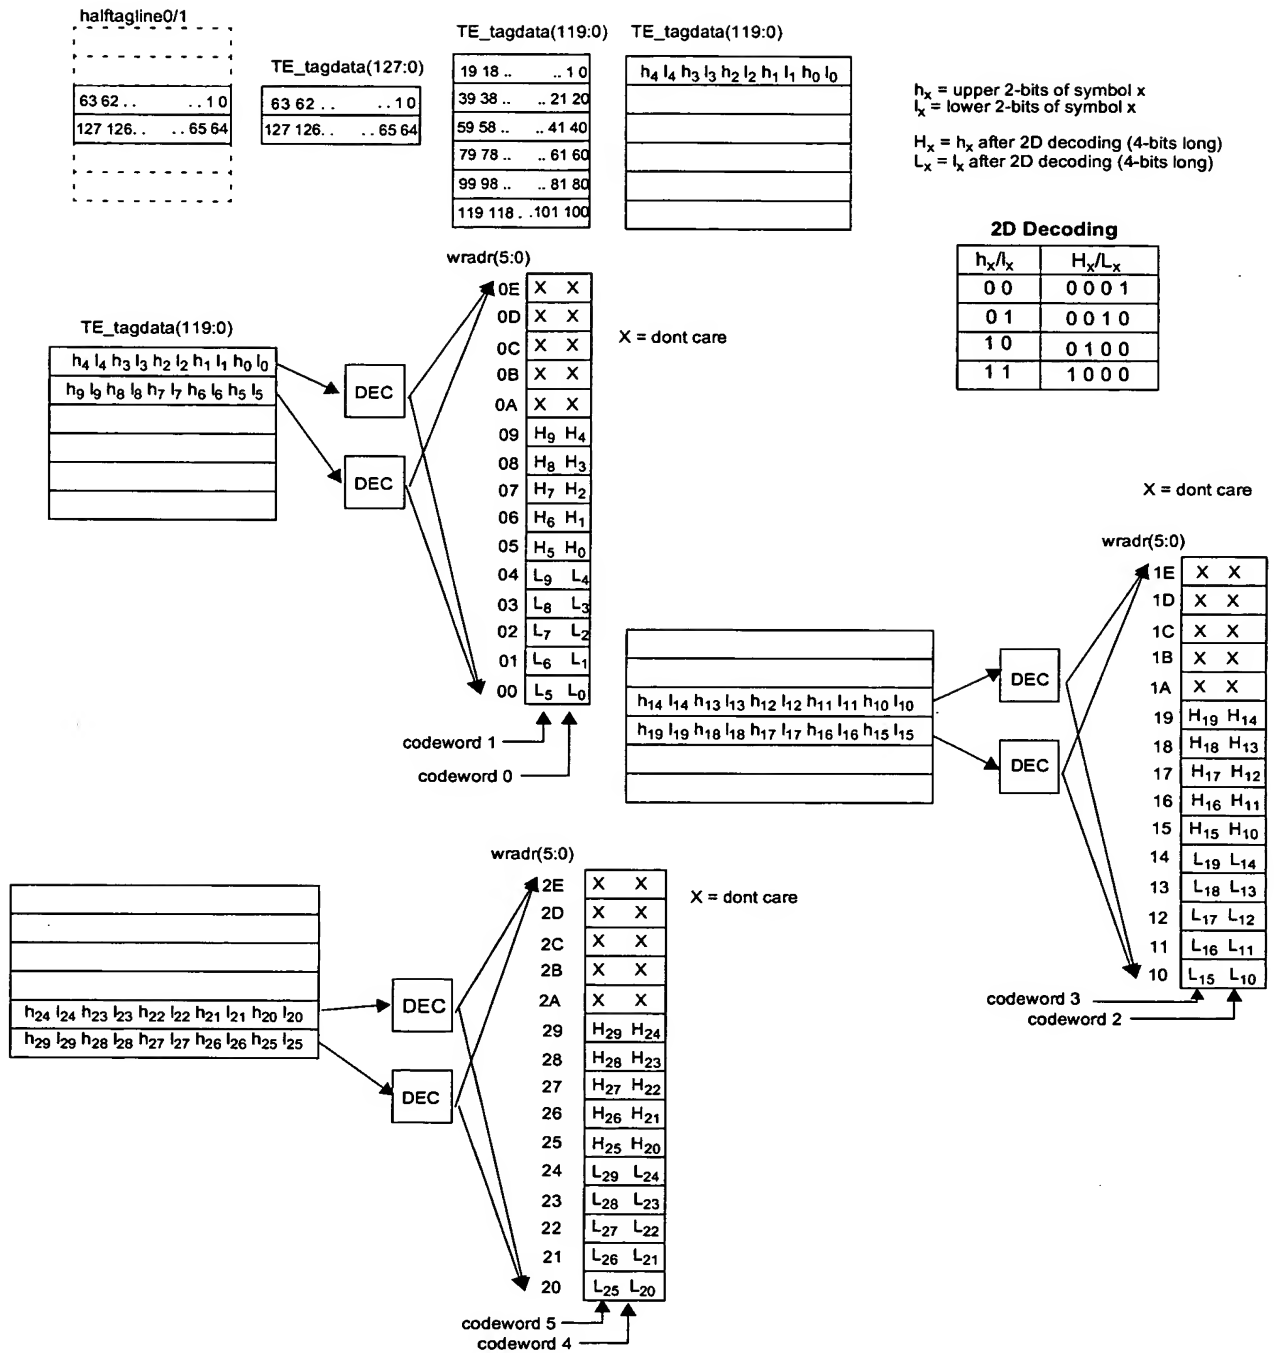 halftagline0/1
63 62 . . . . 1 0
127 126. . . . 65 64
TE_tagdata(127:0)
63 62 . . . . 1 0
127 126. . . . 65 64
TE_tagdata(119:0)
19 18 .. .. 1 0
39 38 .. .. 21 20
59 58 .. .. 41 40
79 78 .. .. 61 60
99 98 .. .. 81 80
119 118 . . 101 100
TE_tagdata(119:0)
h4 l4 h3 l3 h2 l2 h1 l1 h0 l0
hx = upper 2-bits of symbol x
lx = lower 2-bits of symbol x
Hx = hx after 2D decoding (4-bits long)
Lx = lx after 2D decoding (4-bits long)
2D Decoding
hx/lx Hx/Lx
0 0 0 0 0 1
0 1 0 0 1 0
1 0 0 1 0 0
1 1 1 0 0 0
TE_tagdata(119:0)
h4 l4 h3 l3 h2 l2 h1 l1 h0 l0
h9 l9 h8 l8 h7 l7 h6 l6 h5 l5
DEC
DEC
wradr(5:0)
0E X X
0D X X
0C X X
0B X X
0A X X
09 H9 H4
08 H8 H3
07 H7 H2
06 H6 H1
05 H5 H0
04 L9 L4
03 L8 L3
02 L7 L2
01 L6 L1
00 L5 L0
X = dont care
codeword 1
codeword 0
h14 l14 h13 l13 h12 l12 h11 l11 h10 l10
h19 l19 h18 l18 h17 l17 h16 l16 h15 l15
DEC
DEC
X = dont care
wradr(5:0)
1E X X
1D X X
1C X X
1B X X
1A X X
19 H19 H14
18 H18 H13
17 H17 H12
16 H16 H11
15 H15 H10
14 L19 L14
13 L18 L13
12 L17 L12
11 L16 L11
10 L15 L10
codeword 3
codeword 2
h24 l24 h23 l23 h22 l22 h21 l21 h20 l20
h29 l29 h28 l28 h27 l27 h26 l26 h25 l25
DEC
DEC
wradr(5:0)
2E X X
2D X X
2C X X
2B X X
2A X X
29 H29 H24
28 H28 H23
27 H27 H22
26 H26 H21
25 H25 H20
24 L29 L24
23 L28 L23
22 L27 L22
21 L26 L21
20 L25 L20
X = dont care
codeword 5
codeword 4